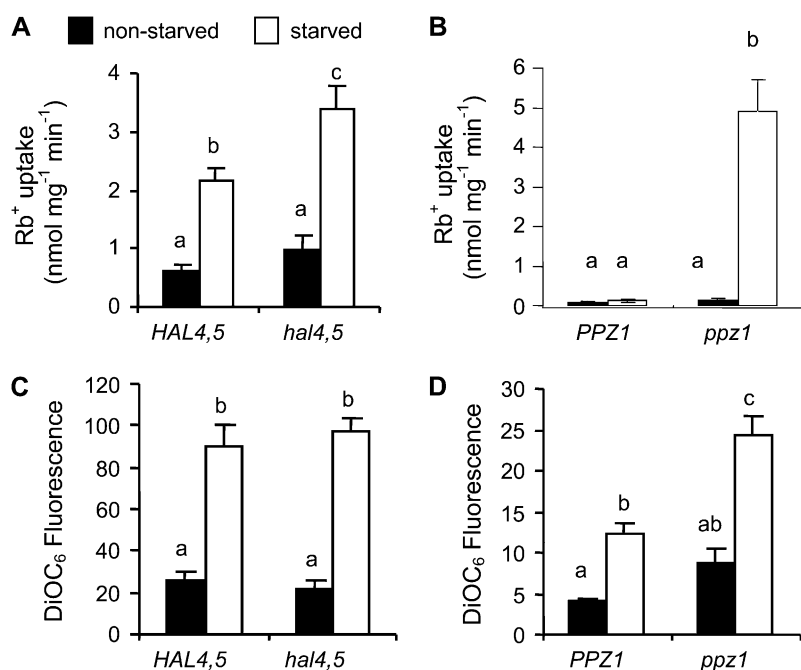 A
non-starved
starved
Rb+ uptake
(nmol mg-1 min-1)
4
3
2
1
0
a
b
a
c
HAL4,5
hal4,5
B
Rb+ uptake
(nmol mg-1 min-1)
6
5
4
3
2
1
0
a
a
a
b
PPZ1
ppz1
C
DiOC6 Fluorescence
120
100
80
60
40
20
0
a
b
a
b
HAL4,5
hal4,5
D
DiOC6 Fluorescence
30
25
20
15
10
5
0
a
b
ab
c
PPZ1
ppz1